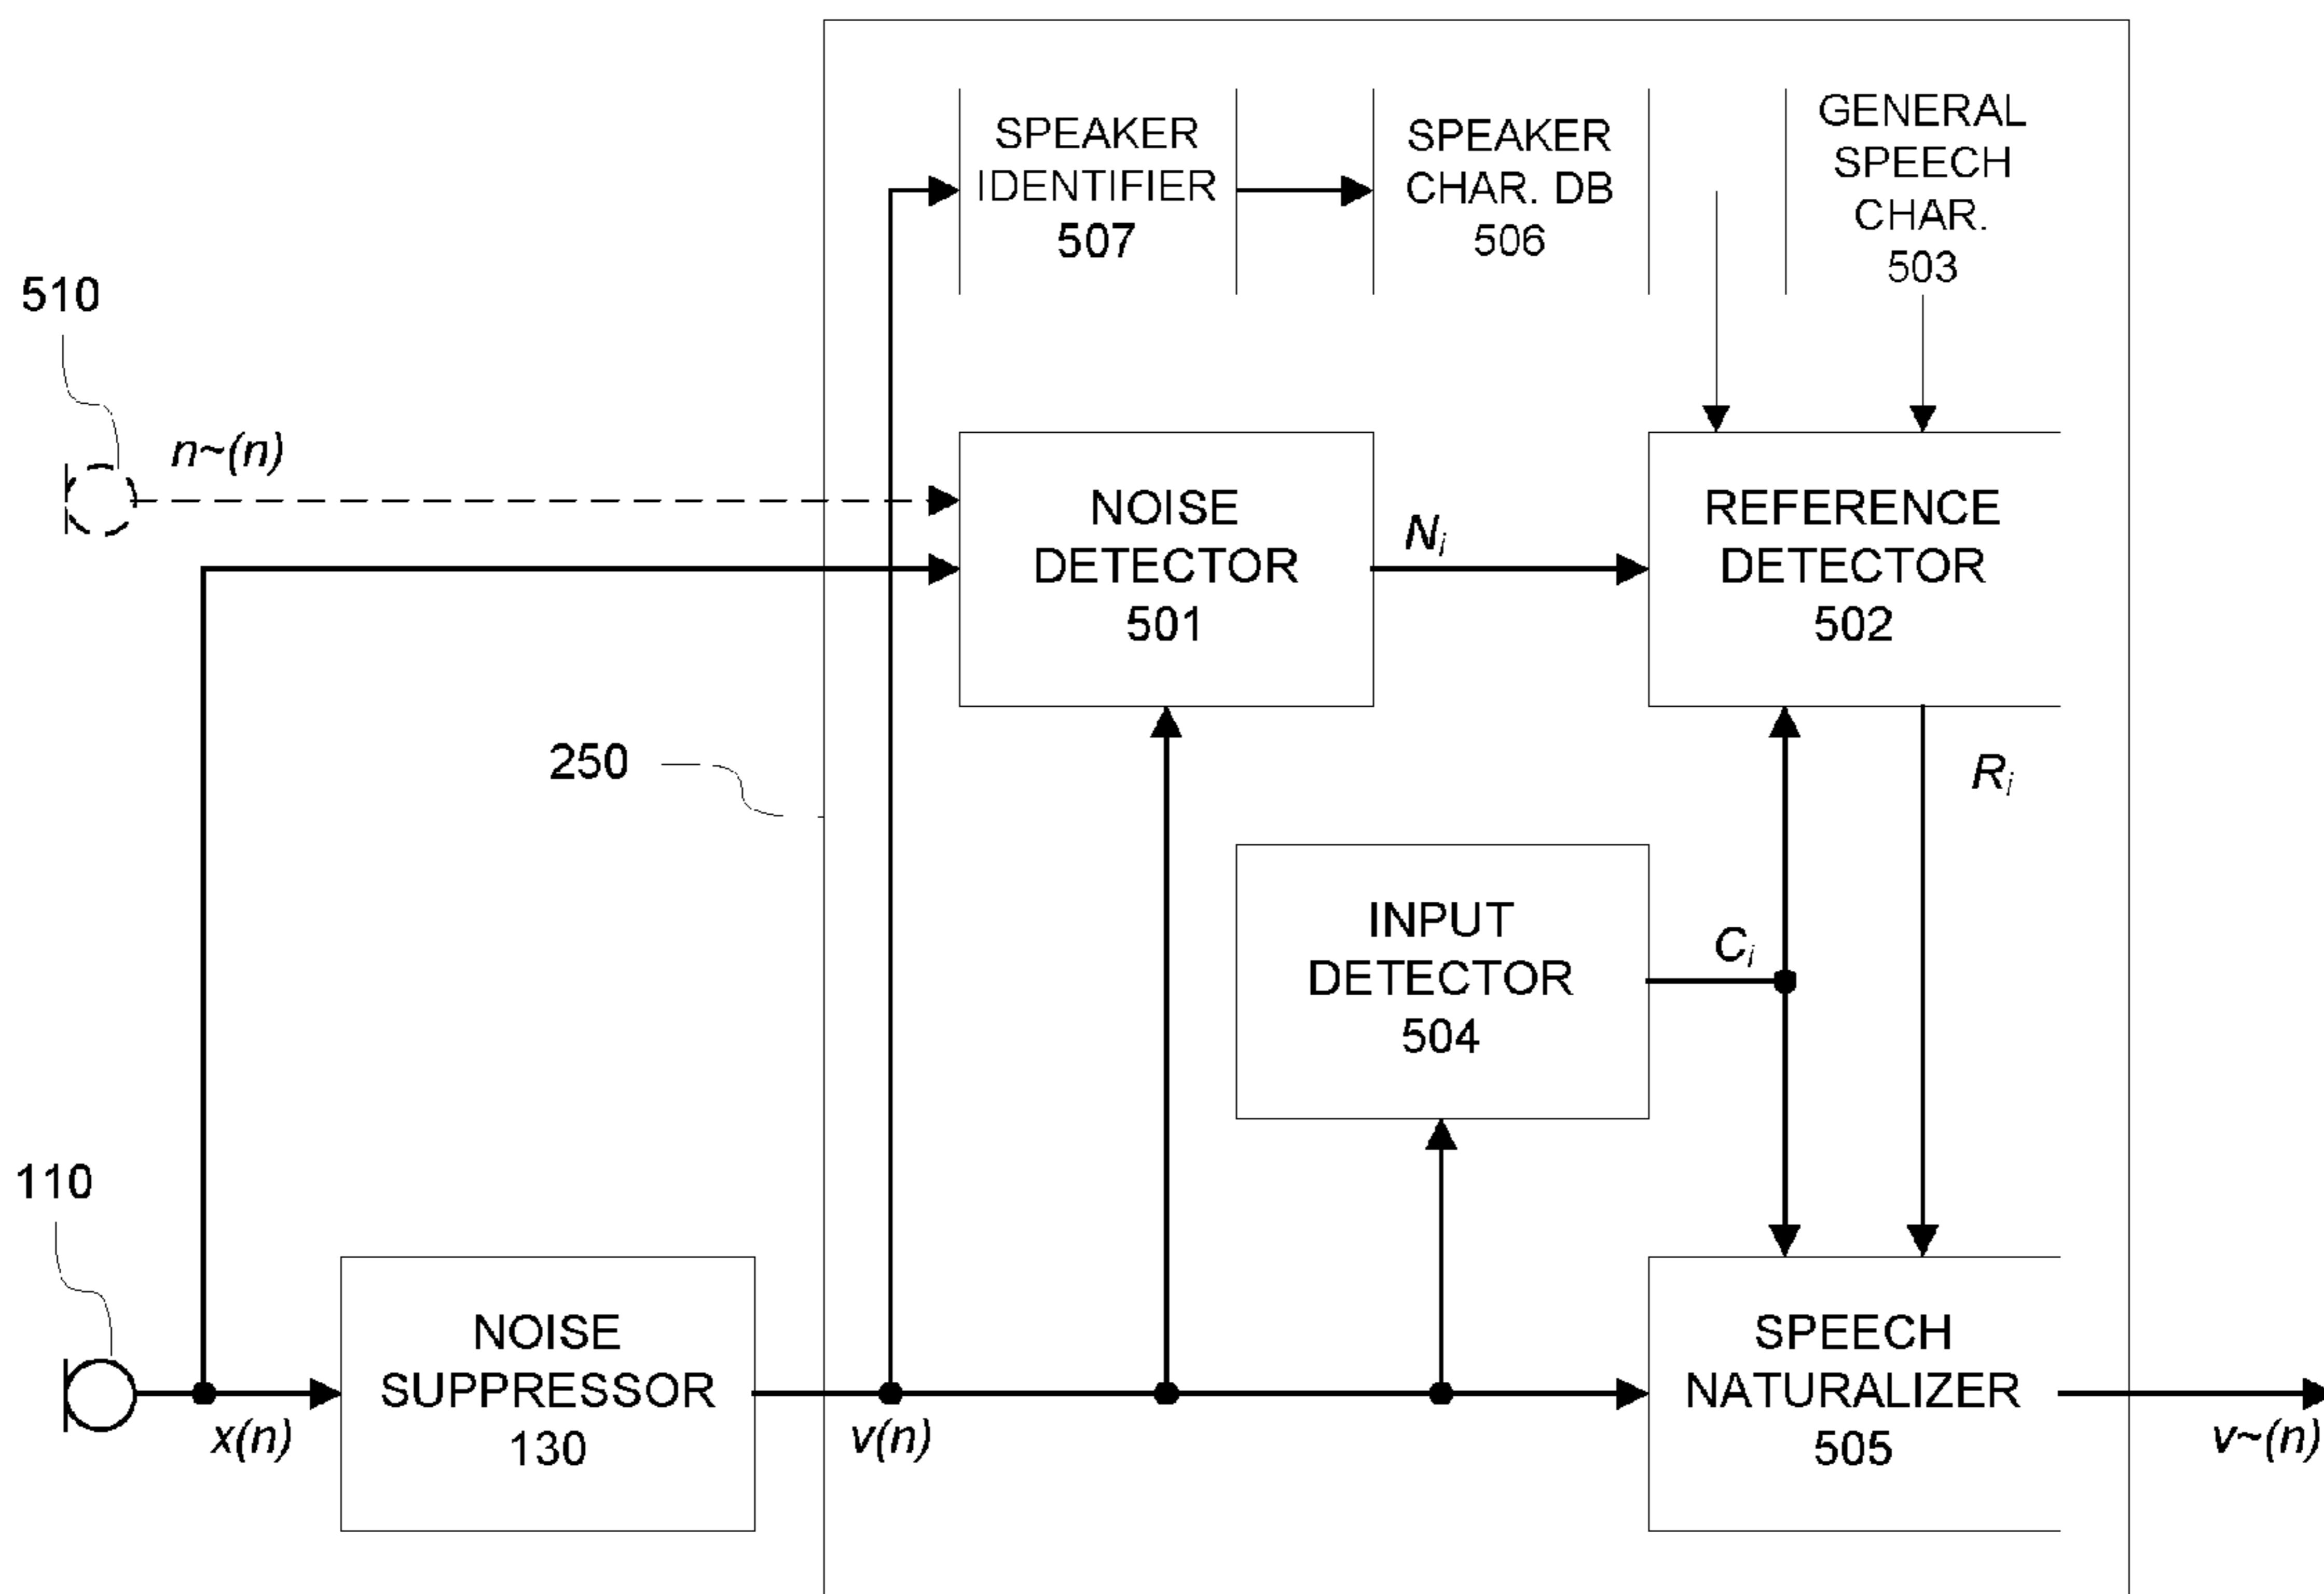 SPEAKER
IDENTIFIER
507
SPEAKER
CHAR. DB
506
GENERAL
SPEECH
CHAR.
503
510
n~(n)
NOISE
DETECTOR
501
Ni
REFERENCE
DETECTOR
502
250
Ri
INPUT
DETECTOR
504
Ci
110
x(n)
NOISE
SUPPRESSOR
130
v(n)
SPEECH
NATURALIZER
505
v~(n)